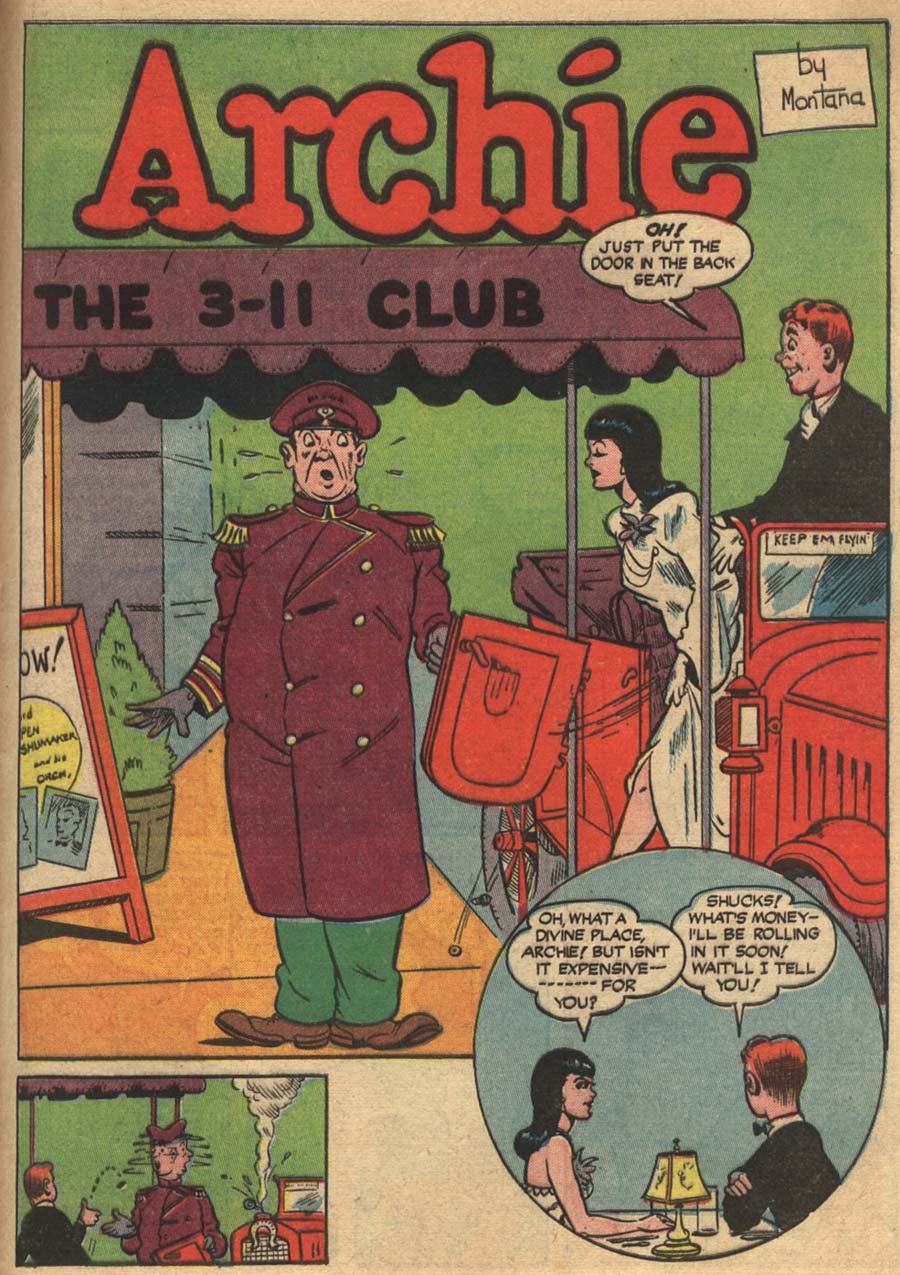 Archie
by
Montana
OH!
JUST PUT THE
DOOR IN THE BACK
SEAT!
THE 3-11 CLUB
KEEP EM FLYIN'
OW!
PEN
SHUMAKER
and his
ORCH.
OH, WHAT A
DIVINE PLACE,
ARCHIE! BUT ISN'T
IT EXPENSIVE--
------- FOR
YOU?
SHUCKS!
WHAT'S MONEY—
I'LL BE ROLLING
IN IT SOON!
WAIT'LL I TELL
YOU!